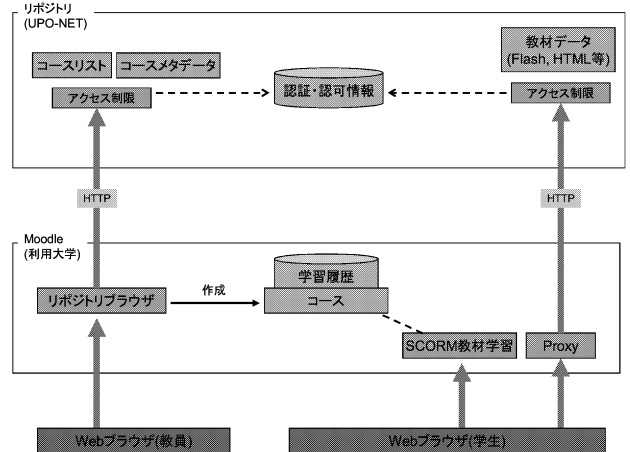 リポジトリ
(UPO-NET)
コースリスト
コースメタデータ
アクセス制限
認証・認可情報
教材データ
(Flash, HTML等)
アクセス制限
HTTP
HTTP
Moodle
(利用大学)
リポジトリブラウザ
作成
学習履歴
コース
SCORM教材学習
Proxy
Webブラウザ(教員)
Webブラウザ(学生)